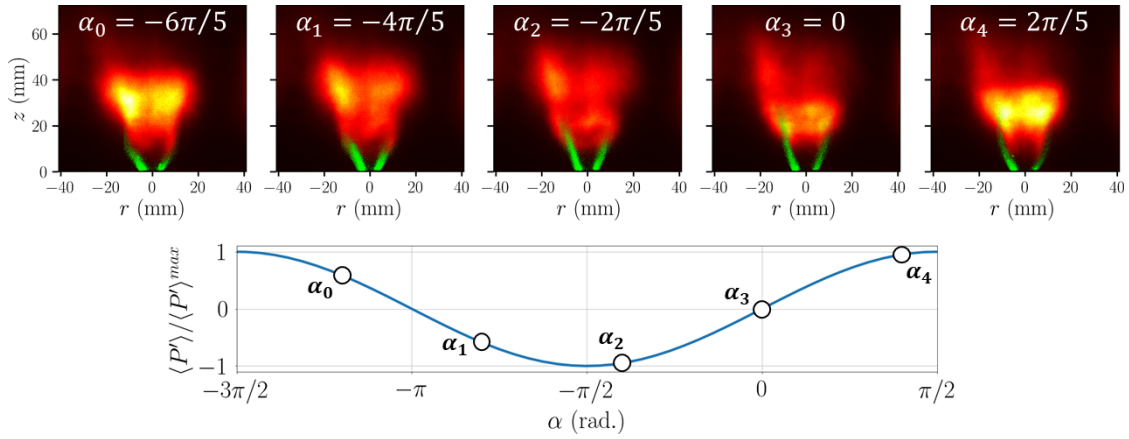 α₀ = −6π/5 α₁ = −4π/5 α₂ = −2π/5 α₃ = 0 α₄ = 2π/5
60
40
20
0
z (mm)
−40 −20 0 20 40 −40 −20 0 20 40 −40 −20 0 20 40 −40 −20 0 20 40 −40 −20 0 20 40
r (mm) r (mm) r (mm) r (mm) r (mm)
⟨P′⟩/⟨P′⟩ᵐᵃˣ
1
0
−1
α₀ α₁ α₂ α₃ α₄
−3π/2 −π −π/2 0 π/2
α (rad.)